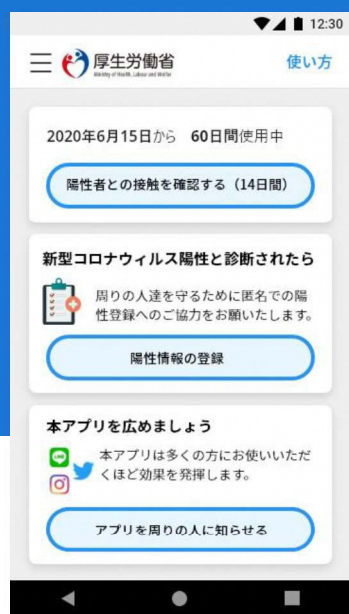 12:30
厚生労働省
Ministry of Health, Labour and Welfare
使い方
2020年6月15日から 60日間使用中
陽性者との接触を確認する（14日間）
新型コロナウィルス陽性と診断されたら
周りの人達を守るために匿名での陽
性登録へのご協力をお願いいたします。
陽性情報の登録
本アプリを広めましょう
本アプリは多くの方にお使いいただ
くほど効果を発揮します。
LINE
アプリを周りの人に知らせる